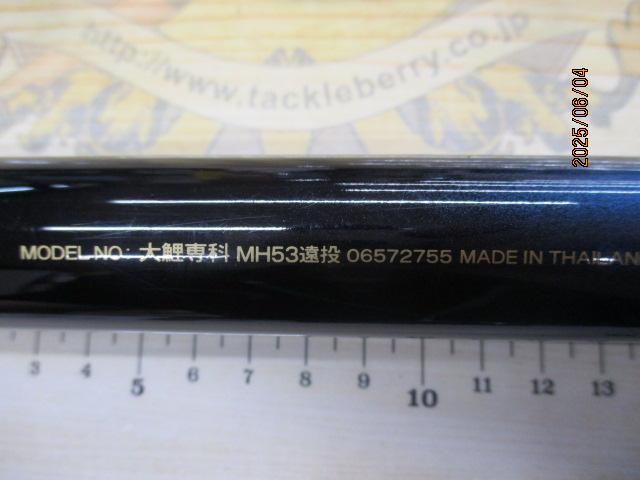 http://www.tackleberry.co.jp
2025/06/04
MODEL NO: 大鯉専科 MH53遠投 06572755 MADE IN THAILAN
3 4 5 6 7 8 9 10 11 12 13